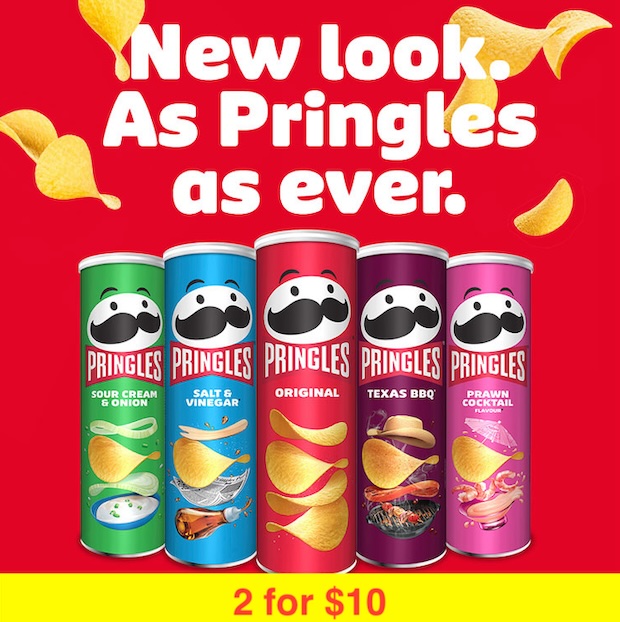 New look.
As Pringles
as ever.
PRINGLES
SOUR CREAM
& ONION
PRINGLES
SALT &
VINEGAR
PRINGLES
ORIGINAL
PRINGLES
TEXAS BBQ
PRINGLES
PRAWN
COCKTAIL
FLAVOUR
2 for $10